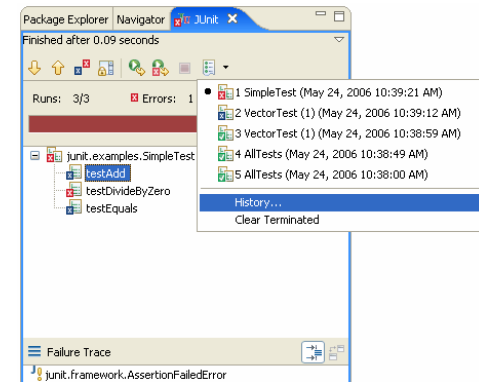 Package Explorer Navigator JUnit
Finished after 0.09 seconds
Runs: 3/3 Errors: 1
1 SimpleTest (May 24, 2006 10:39:21 AM)
2 VectorTest (1) (May 24, 2006 10:39:12 AM)
3 VectorTest (1) (May 24, 2006 10:38:59 AM)
4 AllTests (May 24, 2006 10:38:49 AM)
5 AllTests (May 24, 2006 10:38:00 AM)
History...
Clear Terminated
junit.examples.SimpleTest
testAdd
testDivideByZero
testEquals
Failure Trace
junit.framework.AssertionFailedError